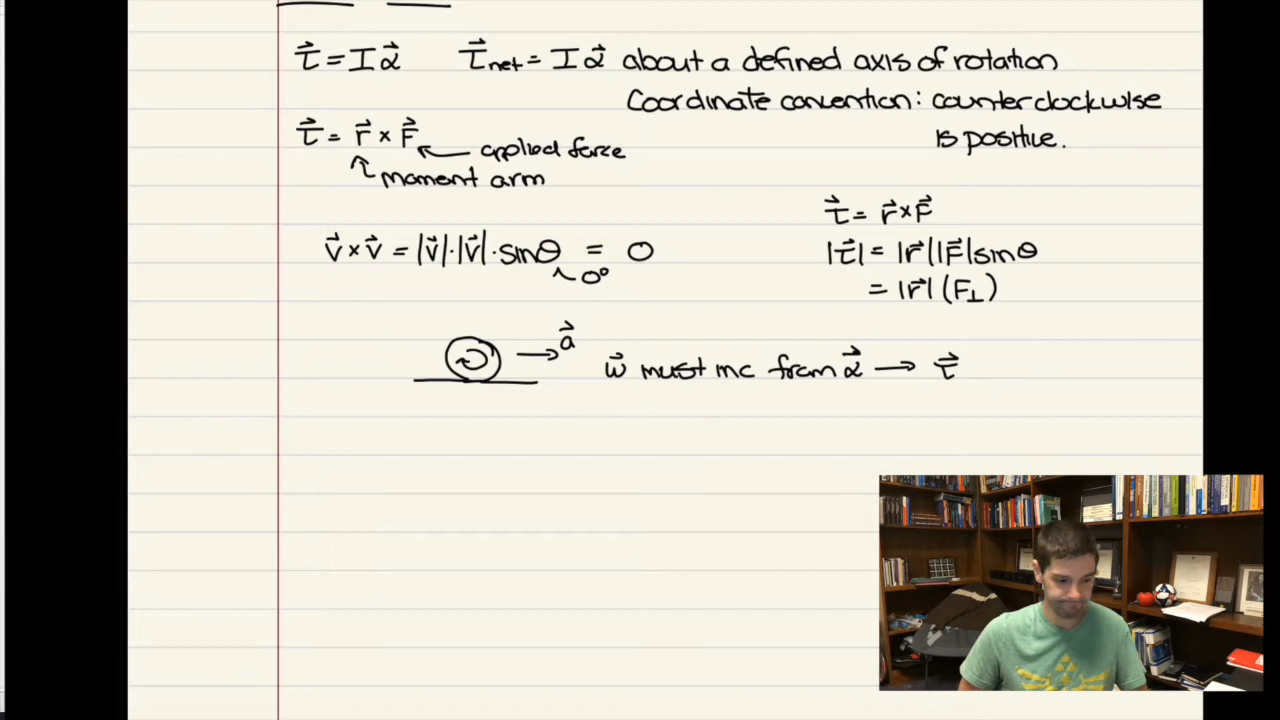 τ⃗ = Iα⃗ τ⃗net = Iα⃗ about a defined axis of rotation
Coordinate convention: counterclockwise
is positive.
τ⃗ = r⃗ × F⃗
applied force
moment arm
v⃗ × v⃗ = |v⃗|·|v⃗|·sinθ = 0
0°
τ⃗ = r⃗ × F⃗
|τ⃗| = |r⃗||F⃗|sinθ
= |r⃗|(F⊥)
a⃗
ω⃗ must inc from α⃗ → τ⃗